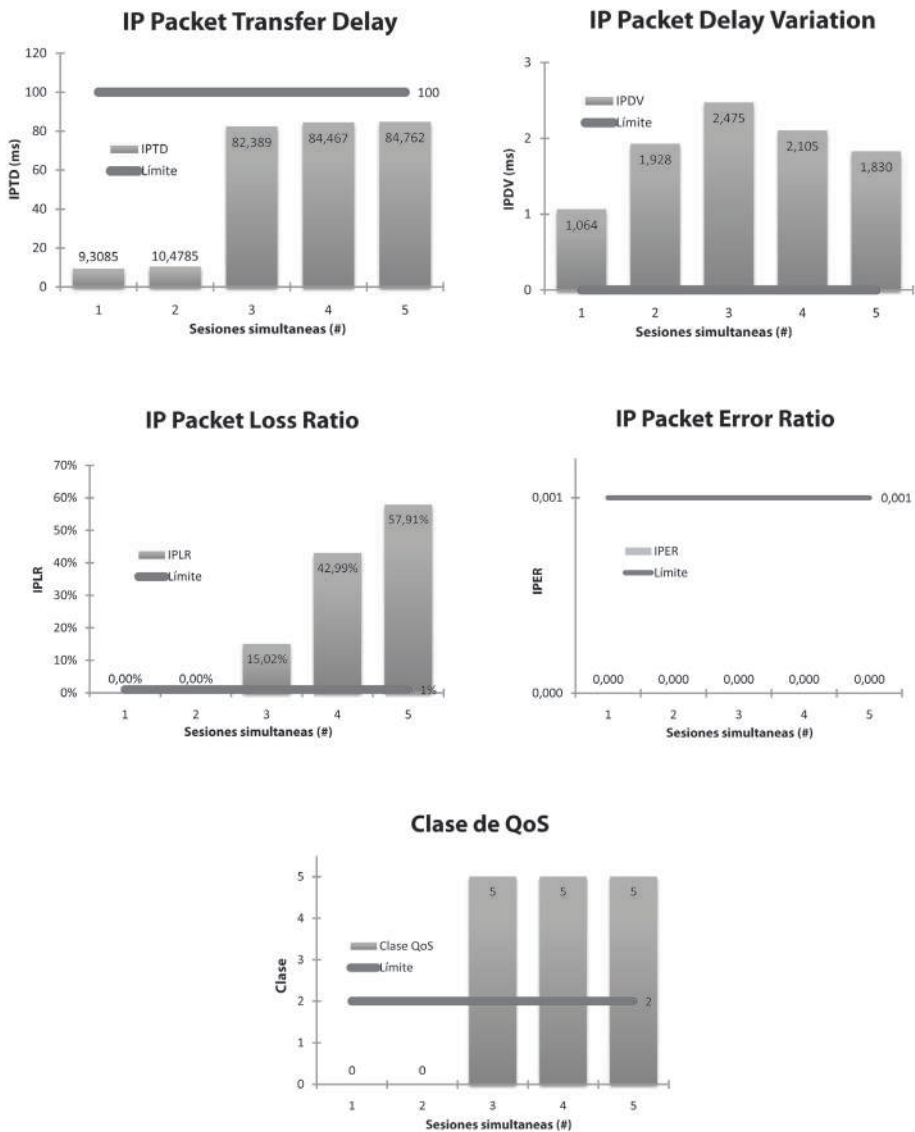 IP Packet Transfer Delay
120
100
80
60
40
20
0
IPTD (ms)
IPTD
Límite
100
9,3085
10,4785
82,389
84,467
84,762
1 2 3 4 5
Sesiones simultaneas (#)
IP Packet Delay Variation
3
2
1
0
IPDV (ms)
IPDV
Límite
1,064
1,928
2,475
2,105
1,830
1 2 3 4 5
Sesiones simultaneas (#)
IP Packet Loss Ratio
70%
60%
50%
40%
30%
20%
10%
0%
IPLR
IPLR
Límite
0,00%
0,00%
15,02%
42,99%
57,91%
1%
1 2 3 4 5
Sesiones simultaneas (#)
IP Packet Error Ratio
0,001
0,000
IPER
IPER
Límite
0,001
0,000 0,000 0,000 0,000 0,000
1 2 3 4 5
Sesiones simultaneas (#)
Clase de QoS
5
4
3
2
1
0
Clase
Clase QoS
Límite
0
0
5
5
5
2
1 2 3 4 5
Sesiones simultaneas (#)